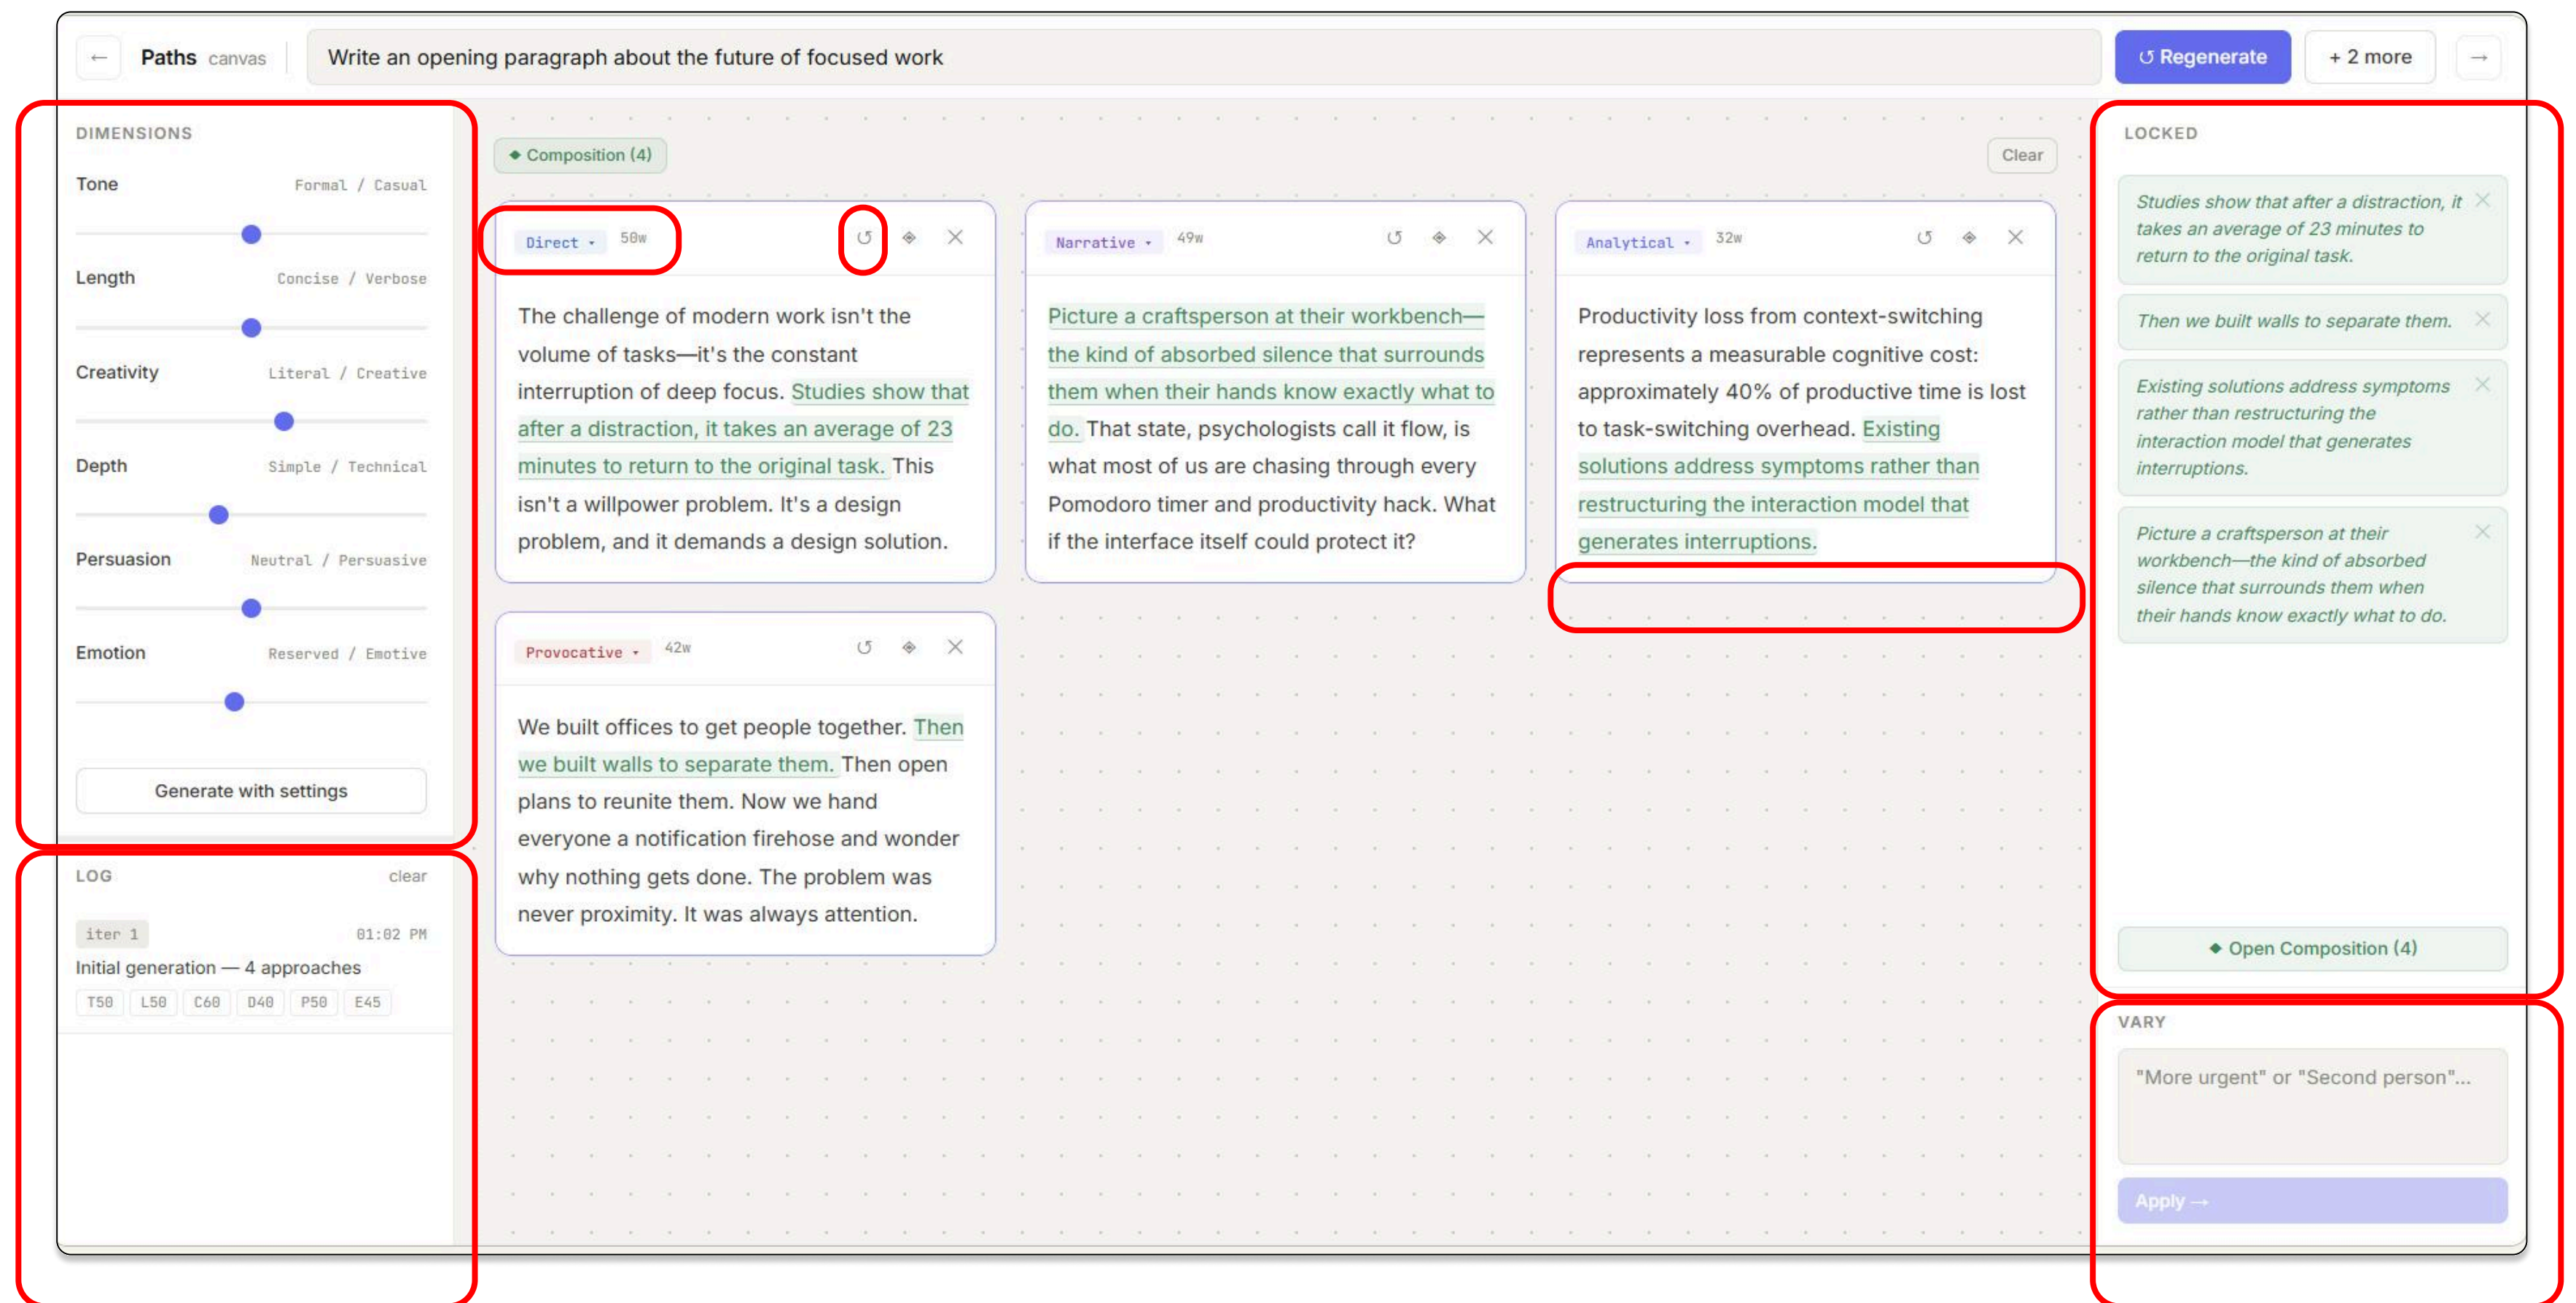 ← Paths canvas Write an opening paragraph about the future of focused work ↺ Regenerate + 2 more →
DIMENSIONS
Tone Formal / Casual
Length Concise / Verbose
Creativity Literal / Creative
Depth Simple / Technical
Persuasion Neutral / Persuasive
Emotion Reserved / Emotive
Generate with settings
LOG clear
iter 1 01:02 PM
Initial generation — 4 approaches
T50 L50 C60 D40 P50 E45
◆ Composition (4) Clear
Direct ▾ 50w ↺ ◈ ×
The challenge of modern work isn't the
volume of tasks—it's the constant
interruption of deep focus. Studies show that
after a distraction, it takes an average of 23
minutes to return to the original task. This
isn't a willpower problem. It's a design
problem, and it demands a design solution.
Narrative ▾ 49w ↺ ◈ ×
Picture a craftsperson at their workbench—
the kind of absorbed silence that surrounds
them when their hands know exactly what to
do. That state, psychologists call it flow, is
what most of us are chasing through every
Pomodoro timer and productivity hack. What
if the interface itself could protect it?
Analytical ▾ 32w ↺ ◈ ×
Productivity loss from context-switching
represents a measurable cognitive cost:
approximately 40% of productive time is lost
to task-switching overhead. Existing
solutions address symptoms rather than
restructuring the interaction model that
generates interruptions.
Provocative ▾ 42w ↺ ◈ ×
We built offices to get people together. Then
we built walls to separate them. Then open
plans to reunite them. Now we hand
everyone a notification firehose and wonder
why nothing gets done. The problem was
never proximity. It was always attention.
LOCKED
Studies show that after a distraction, it ×
takes an average of 23 minutes to
return to the original task.
Then we built walls to separate them. ×
Existing solutions address symptoms ×
rather than restructuring the
interaction model that generates
interruptions.
Picture a craftsperson at their ×
workbench—the kind of absorbed
silence that surrounds them when
their hands know exactly what to do.
◆ Open Composition (4)
VARY
"More urgent" or "Second person"...
Apply →